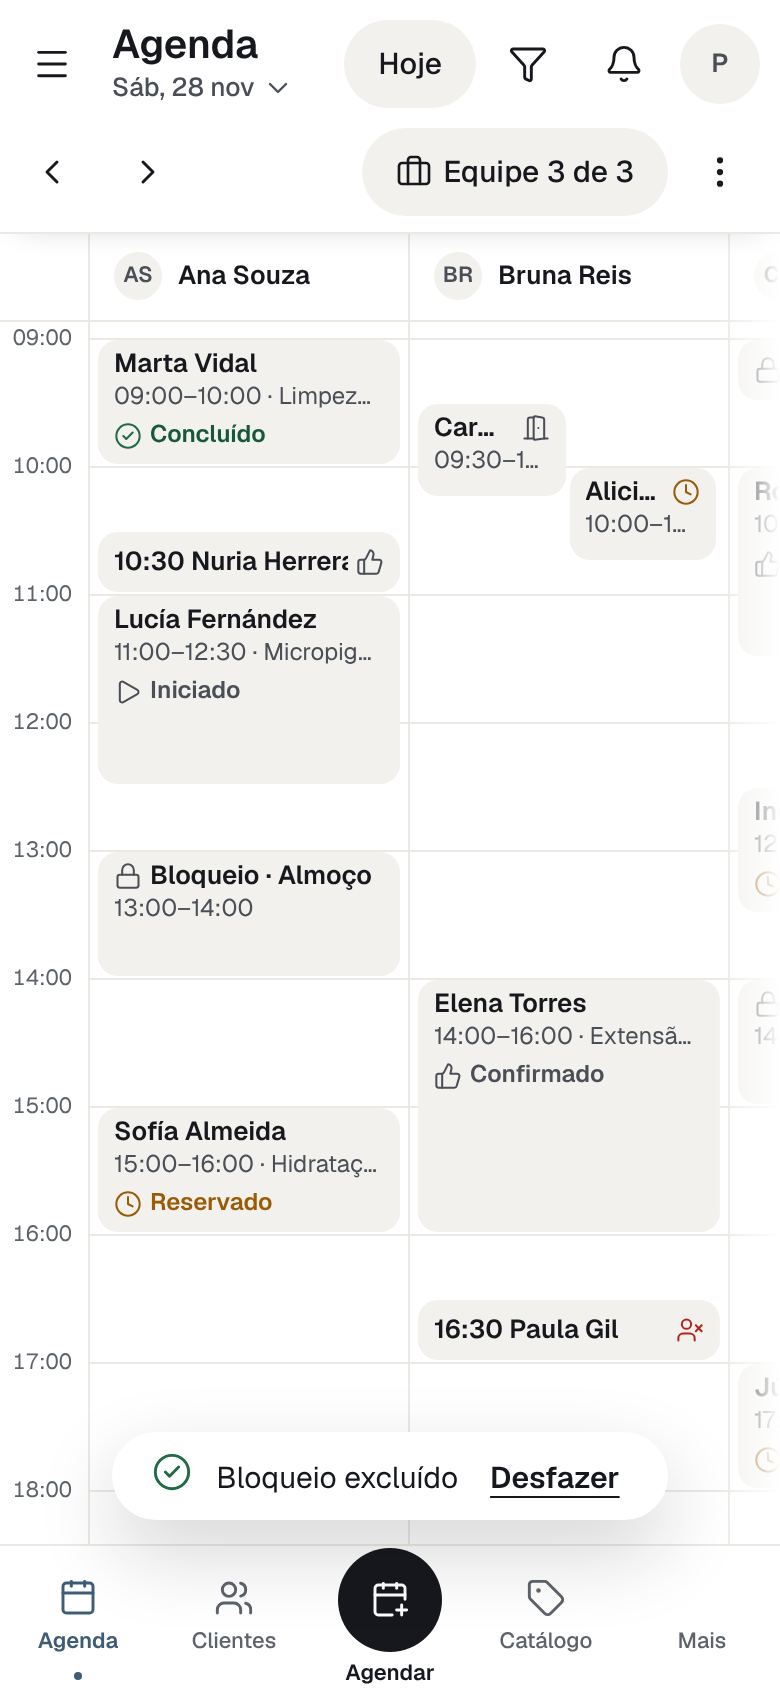 Agenda
Sáb, 28 nov
Hoje
P
Equipe 3 de 3
AS Ana Souza
BR Bruna Reis
09:00
Marta Vidal
09:00–10:00 · Limpez...
Concluído
Car...
09:30–1...
10:00
Alici...
10:00–1...
10:30 Nuria Herrera
11:00
Lucía Fernández
11:00–12:30 · Micropig...
Iniciado
12:00
13:00
Bloqueio · Almoço
13:00–14:00
14:00
Elena Torres
14:00–16:00 · Extensã...
Confirmado
15:00
Sofía Almeida
15:00–16:00 · Hidrataç...
Reservado
16:00
16:30 Paula Gil
17:00
18:00
Bloqueio excluído Desfazer
Agenda
Clientes
Agendar
Catálogo
Mais